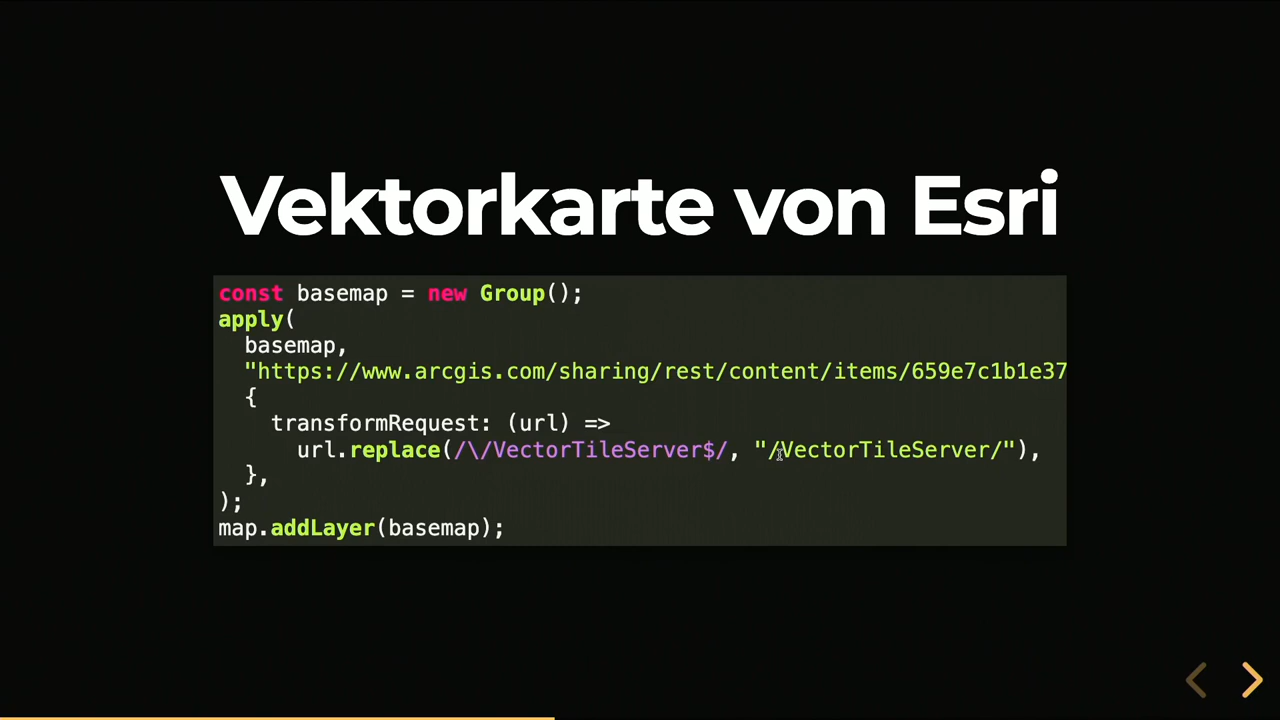 Vektorkarte von Esri
const basemap = new Group();
apply(
  basemap,
  "https://www.arcgis.com/sharing/rest/content/items/659e7c1b1e37
  {
    transformRequest: (url) =>
      url.replace(/\/VectorTileServer$/, "/VectorTileServer/"),
  },
);
map.addLayer(basemap);